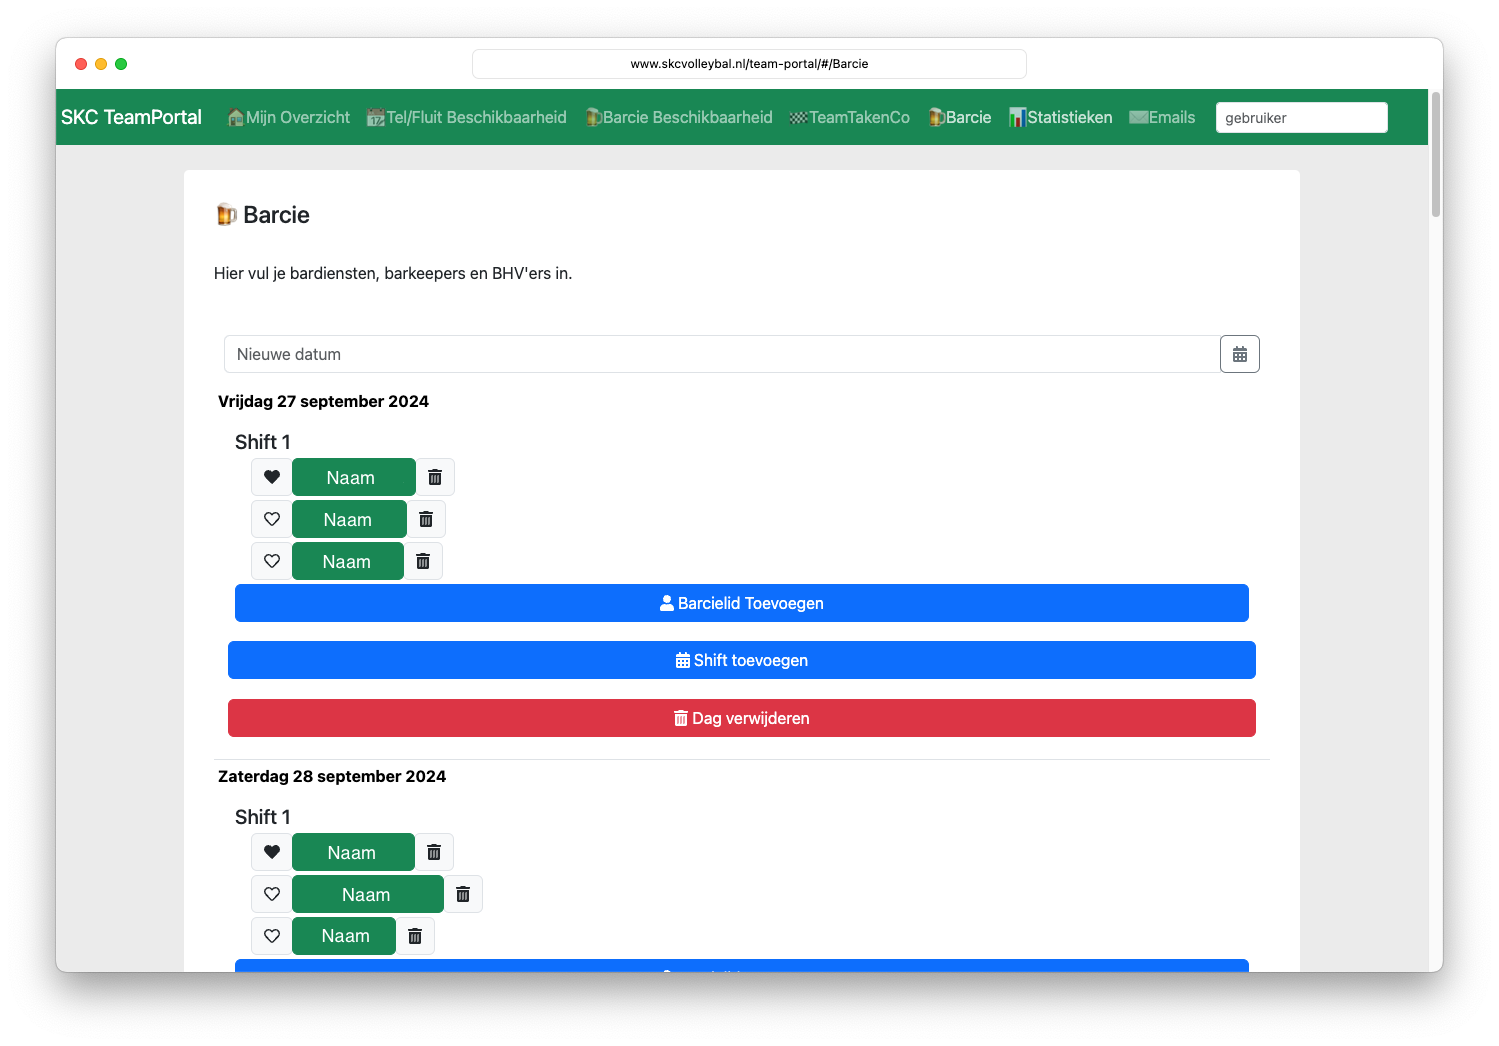 www.skcvolleybal.nl/team-portal/#/Barcie
SKC TeamPortal Mijn Overzicht Tel/Fluit Beschikbaarheid Barcie Beschikbaarheid TeamTakenCo Barcie Statistieken Emails gebruiker
Barcie
Hier vul je bardiensten, barkeepers en BHV'ers in.
Nieuwe datum
Vrijdag 27 september 2024
Shift 1
Naam
Naam
Naam
Barcielid Toevoegen
Shift toevoegen
Dag verwijderen
Zaterdag 28 september 2024
Shift 1
Naam
Naam
Naam